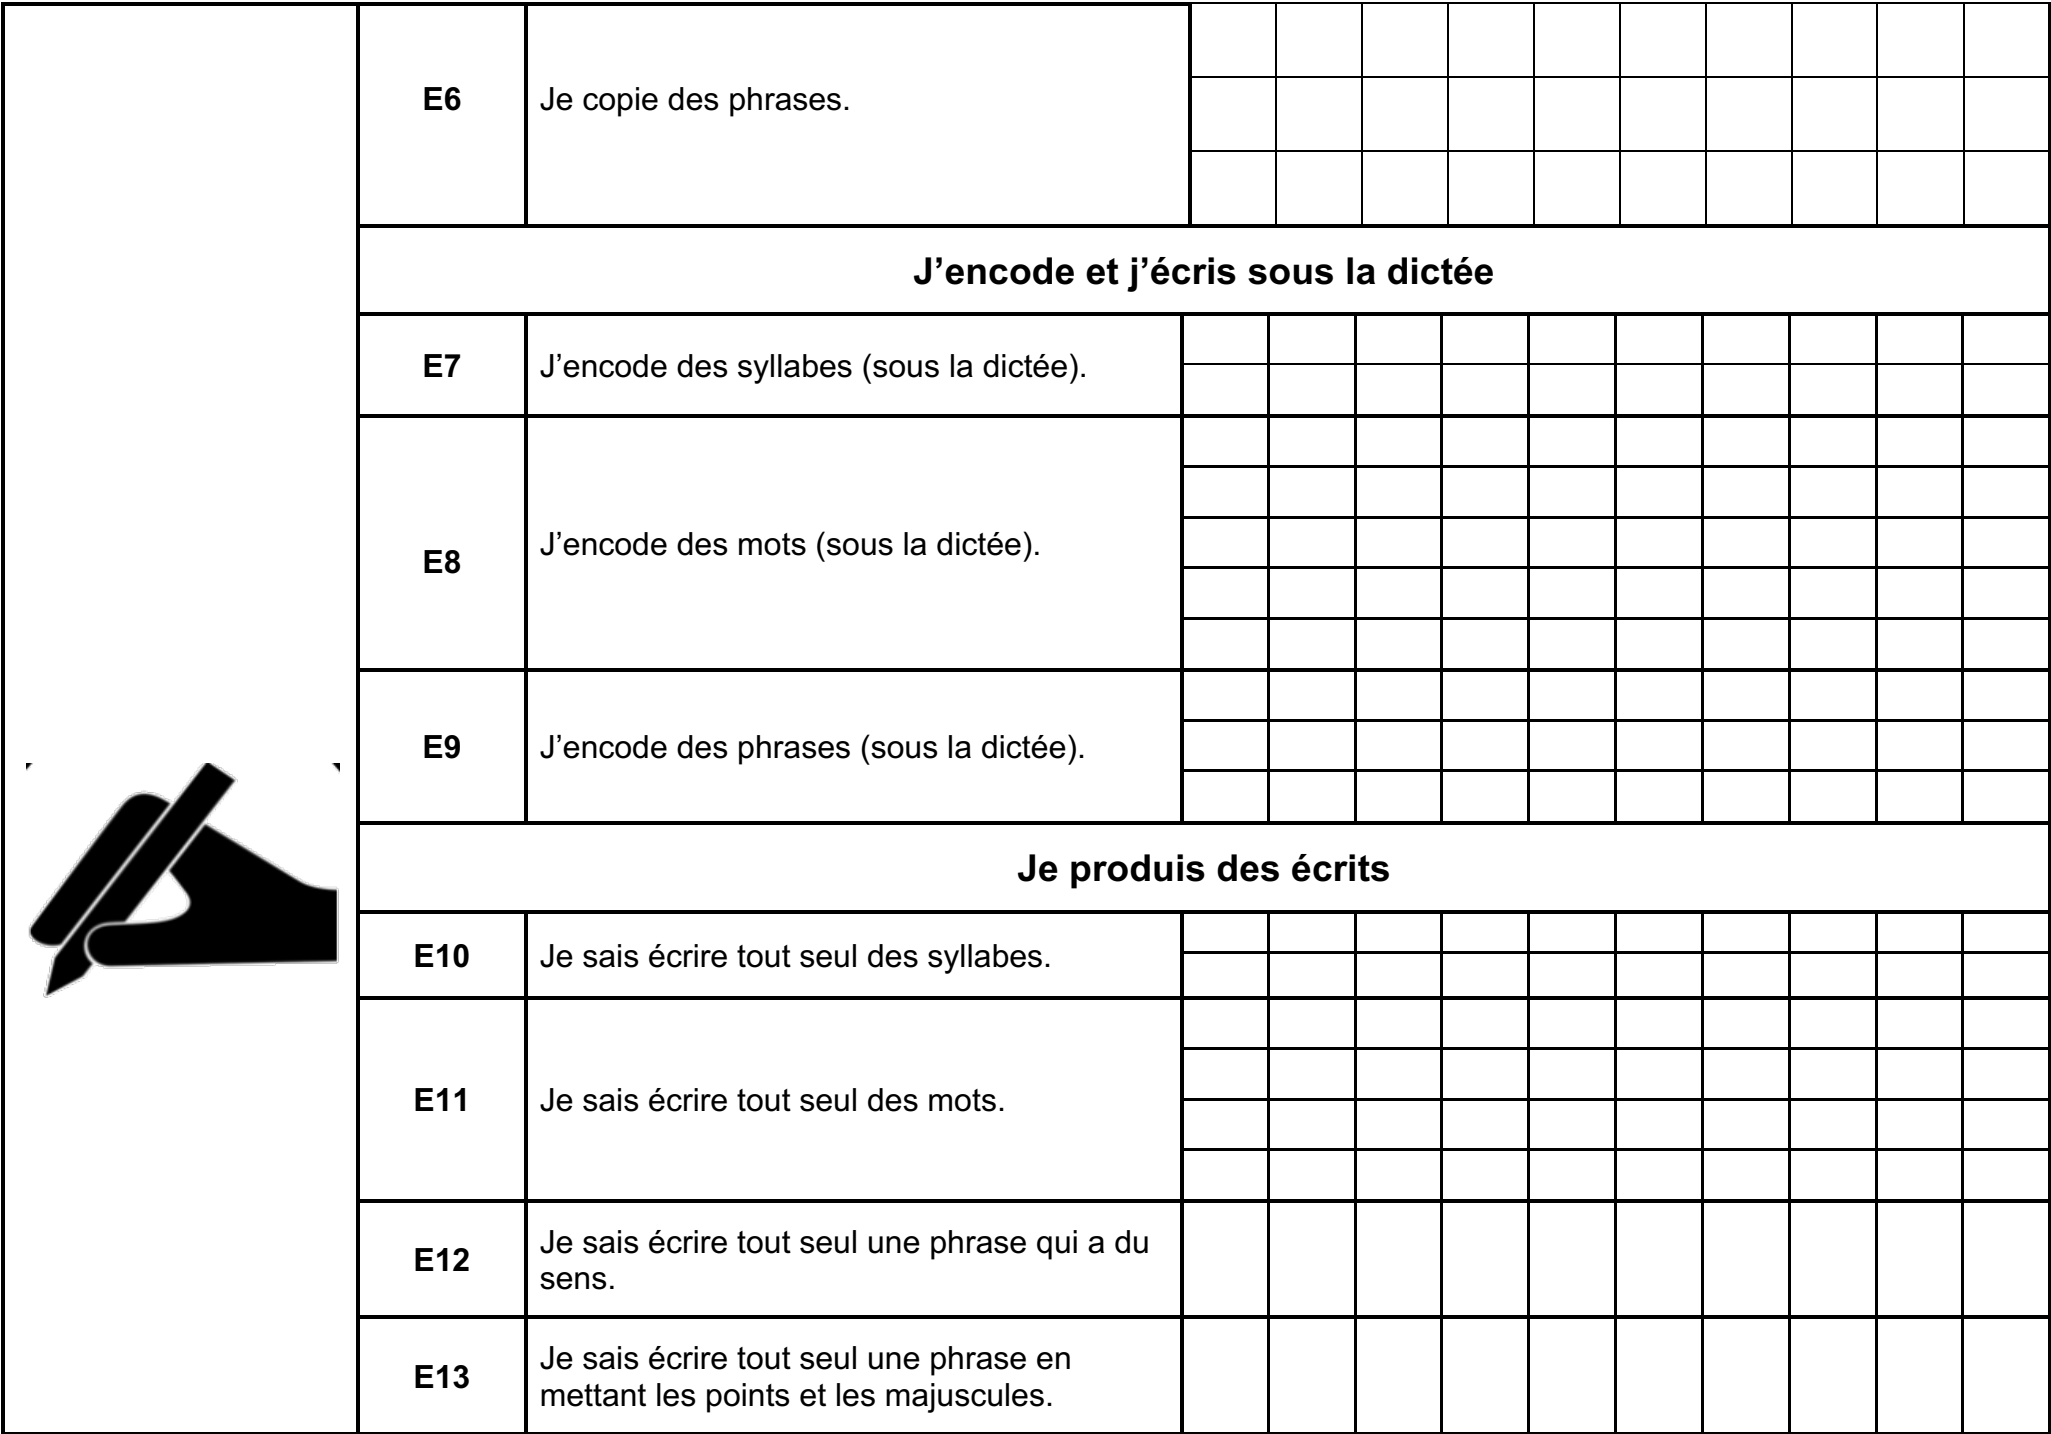 E6
Je copie des phrases.
J’encode et j’écris sous la dictée
E7
J’encode des syllabes (sous la dictée).
E8
J’encode des mots (sous la dictée).
E9
J’encode des phrases (sous la dictée).
Je produis des écrits
E10
Je sais écrire tout seul des syllabes.
E11
Je sais écrire tout seul des mots.
E12
Je sais écrire tout seul une phrase qui a du
sens.
E13
Je sais écrire tout seul une phrase en
mettant les points et les majuscules.